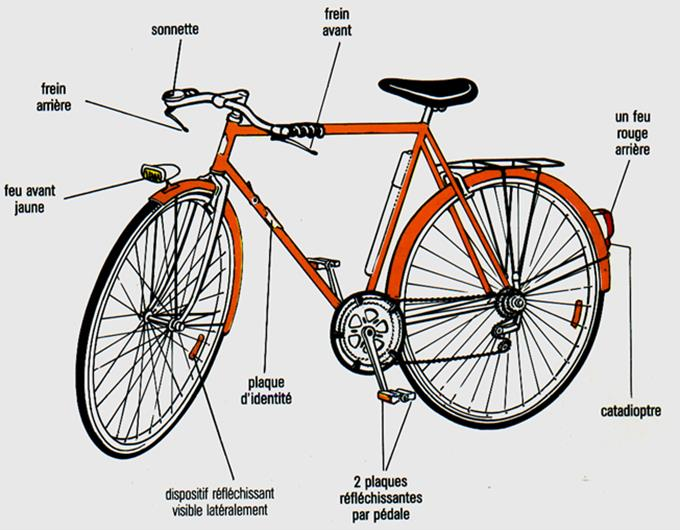 sonnette
frein
avant
frein
arrière
un feu
rouge
arrière
feu avant
jaune
plaque
d'identité
catadioptre
dispositif réfléchissant
visible latéralement
2 plaques
réfléchissantes
par pédale